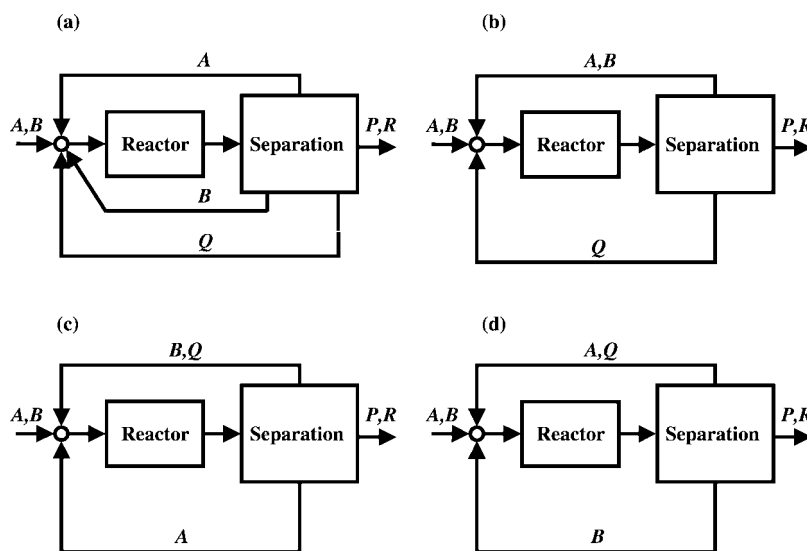 (a)
A
A,B
Reactor
Separation
P,R
B
Q
(b)
A,B
A,B
Reactor
Separation
P,R
Q
(c)
B,Q
A,B
Reactor
Separation
P,R
A
(d)
A,Q
A,B
Reactor
Separation
P,R
B